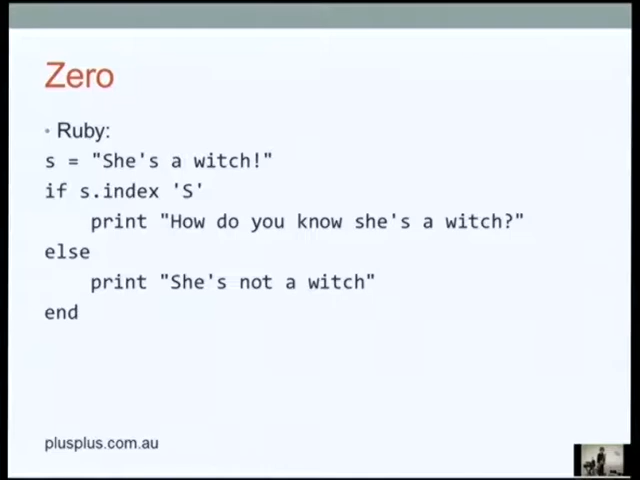 Zero
• Ruby:
s = "She's a witch!"
if s.index 'S'
    print "How do you know she's a witch?"
else
    print "She's not a witch"
end
plusplus.com.au